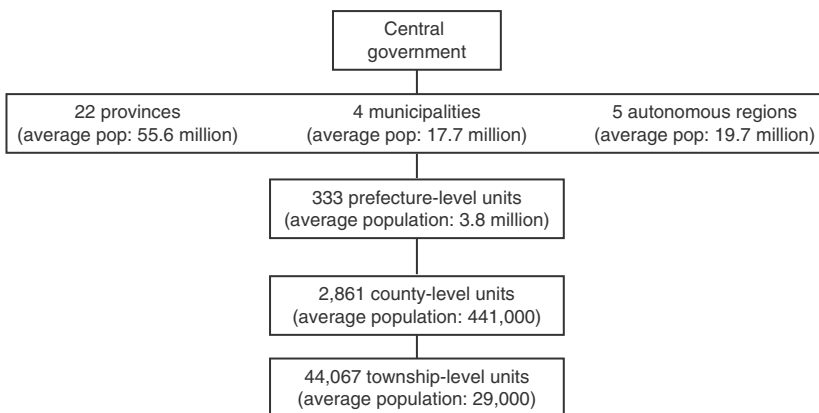 Central
government
22 provinces
(average pop: 55.6 million)
4 municipalities
(average pop: 17.7 million)
5 autonomous regions
(average pop: 19.7 million)
333 prefecture-level units
(average population: 3.8 million)
2,861 county-level units
(average population: 441,000)
44,067 township-level units
(average population: 29,000)